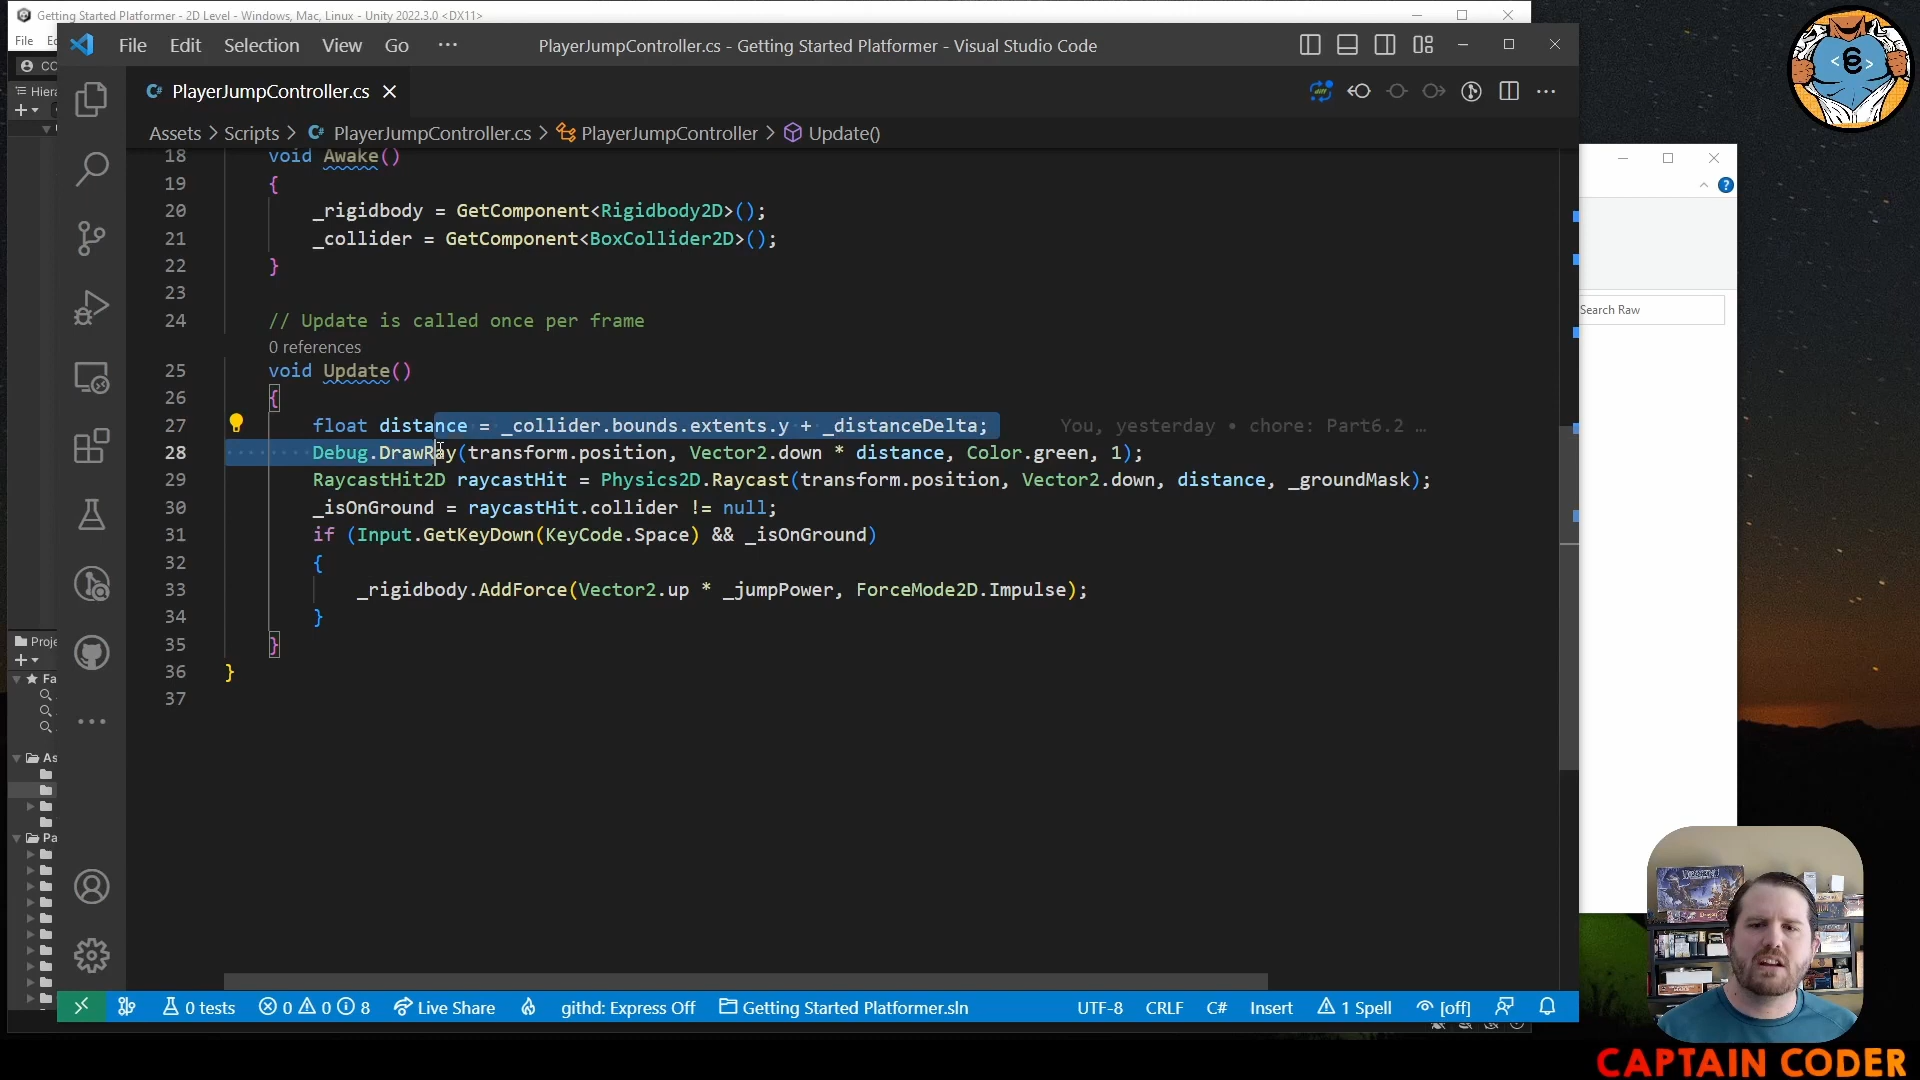 Getting Started Platformer - 2D Level - Windows, Mac, Linux - Unity 2022.3.0 <DX11>
File
File Edit Selection View Go ···
PlayerJumpController.cs - Getting Started Platformer - Visual Studio Code
Hiera
C# PlayerJumpController.cs
Assets > Scripts > C# PlayerJumpController.cs > PlayerJumpController > Update()
18 void Awake()
19 {
20 _rigidbody = GetComponent<Rigidbody2D>();
21 _collider = GetComponent<BoxCollider2D>();
22 }
23
24 // Update is called once per frame
0 references
25 void Update()
26 {
27 float distance = _collider.bounds.extents.y + _distanceDelta; You, yesterday • chore: Part6.2 …
28 Debug.DrawRay(transform.position, Vector2.down * distance, Color.green, 1);
29 RaycastHit2D raycastHit = Physics2D.Raycast(transform.position, Vector2.down, distance, _groundMask);
30 _isOnGround = raycastHit.collider != null;
31 if (Input.GetKeyDown(KeyCode.Space) && _isOnGround)
32 {
33 _rigidbody.AddForce(Vector2.up * _jumpPower, ForceMode2D.Impulse);
34 }
35 }
36 }
37
Proje
Fa
As
Pa
Search Raw
0 tests 0 0 8 Live Share githd: Express Off Getting Started Platformer.sln UTF-8 CRLF C# Insert 1 Spell [off]
CAPTAIN CODER